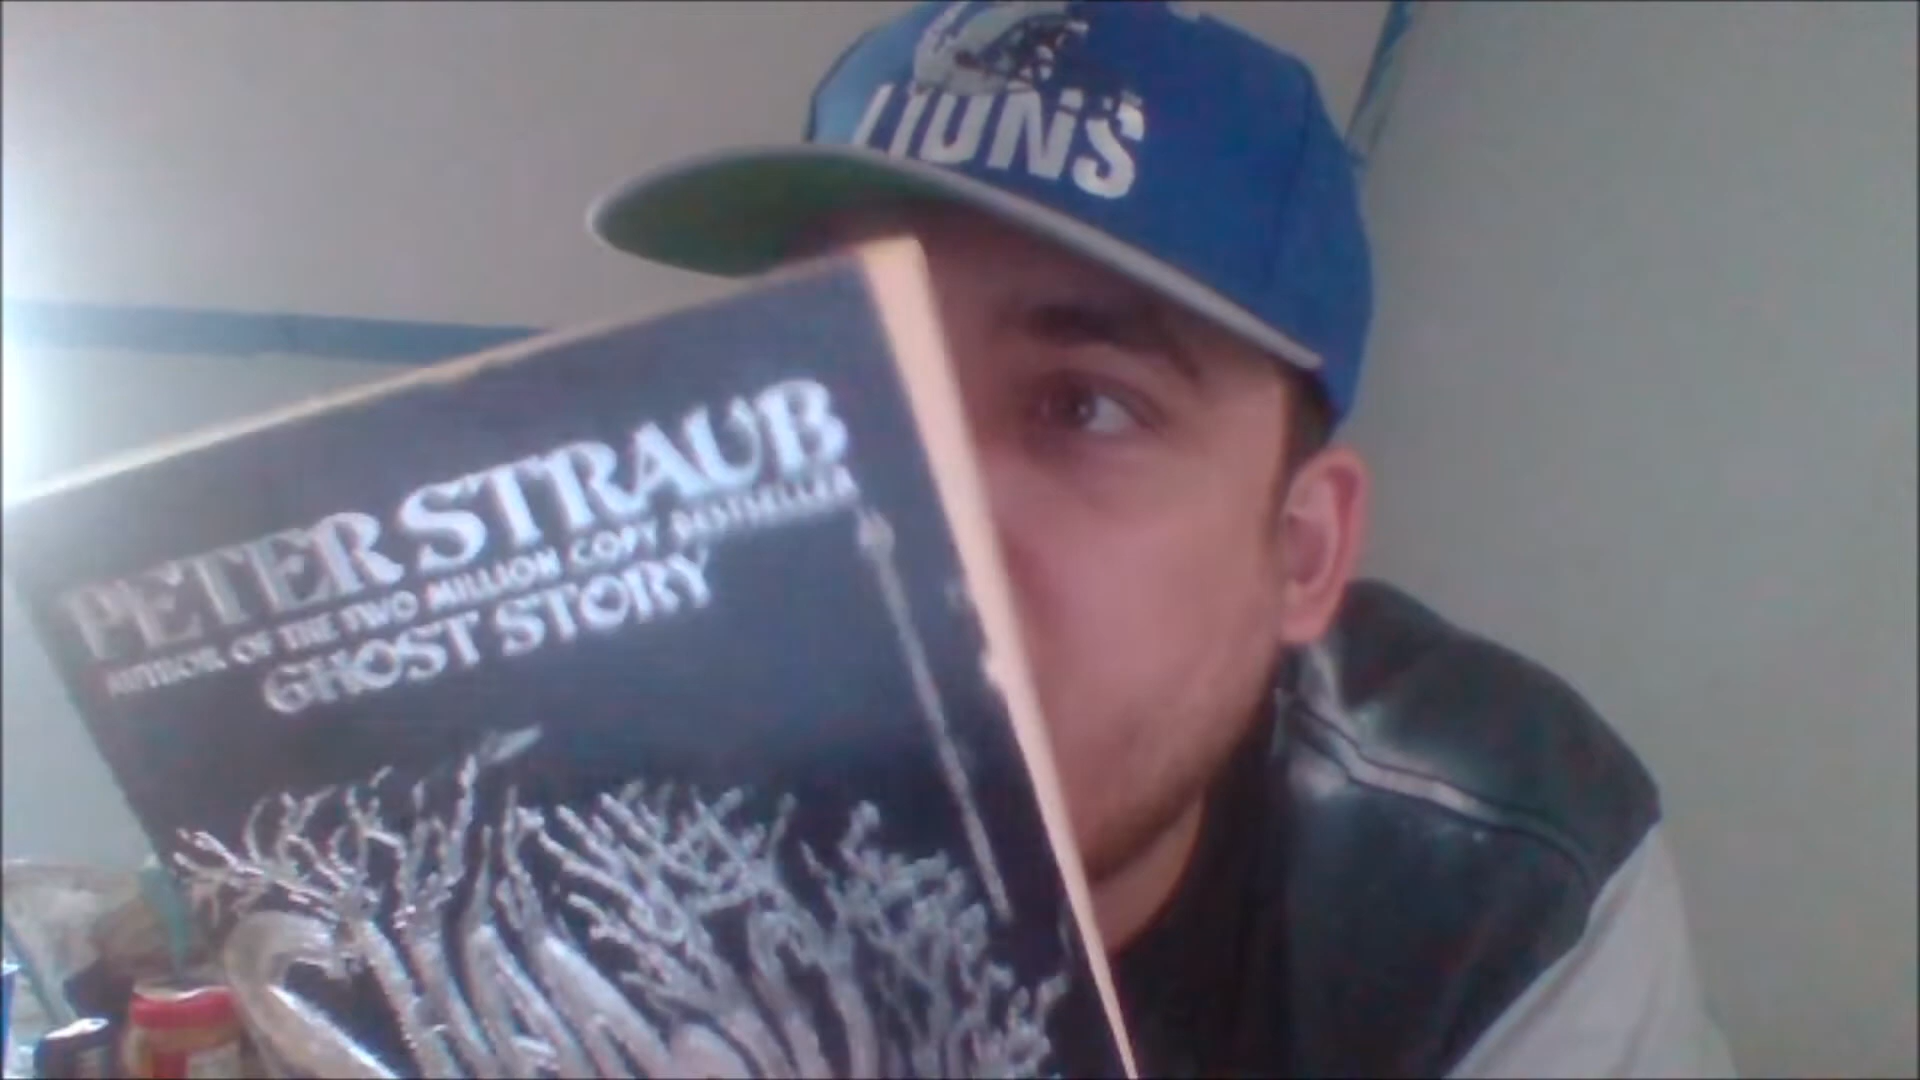 LIONS
PETER STRAUB
AUTHOR OF THE TWO MILLION COPY BESTSELLER
GHOST STORY